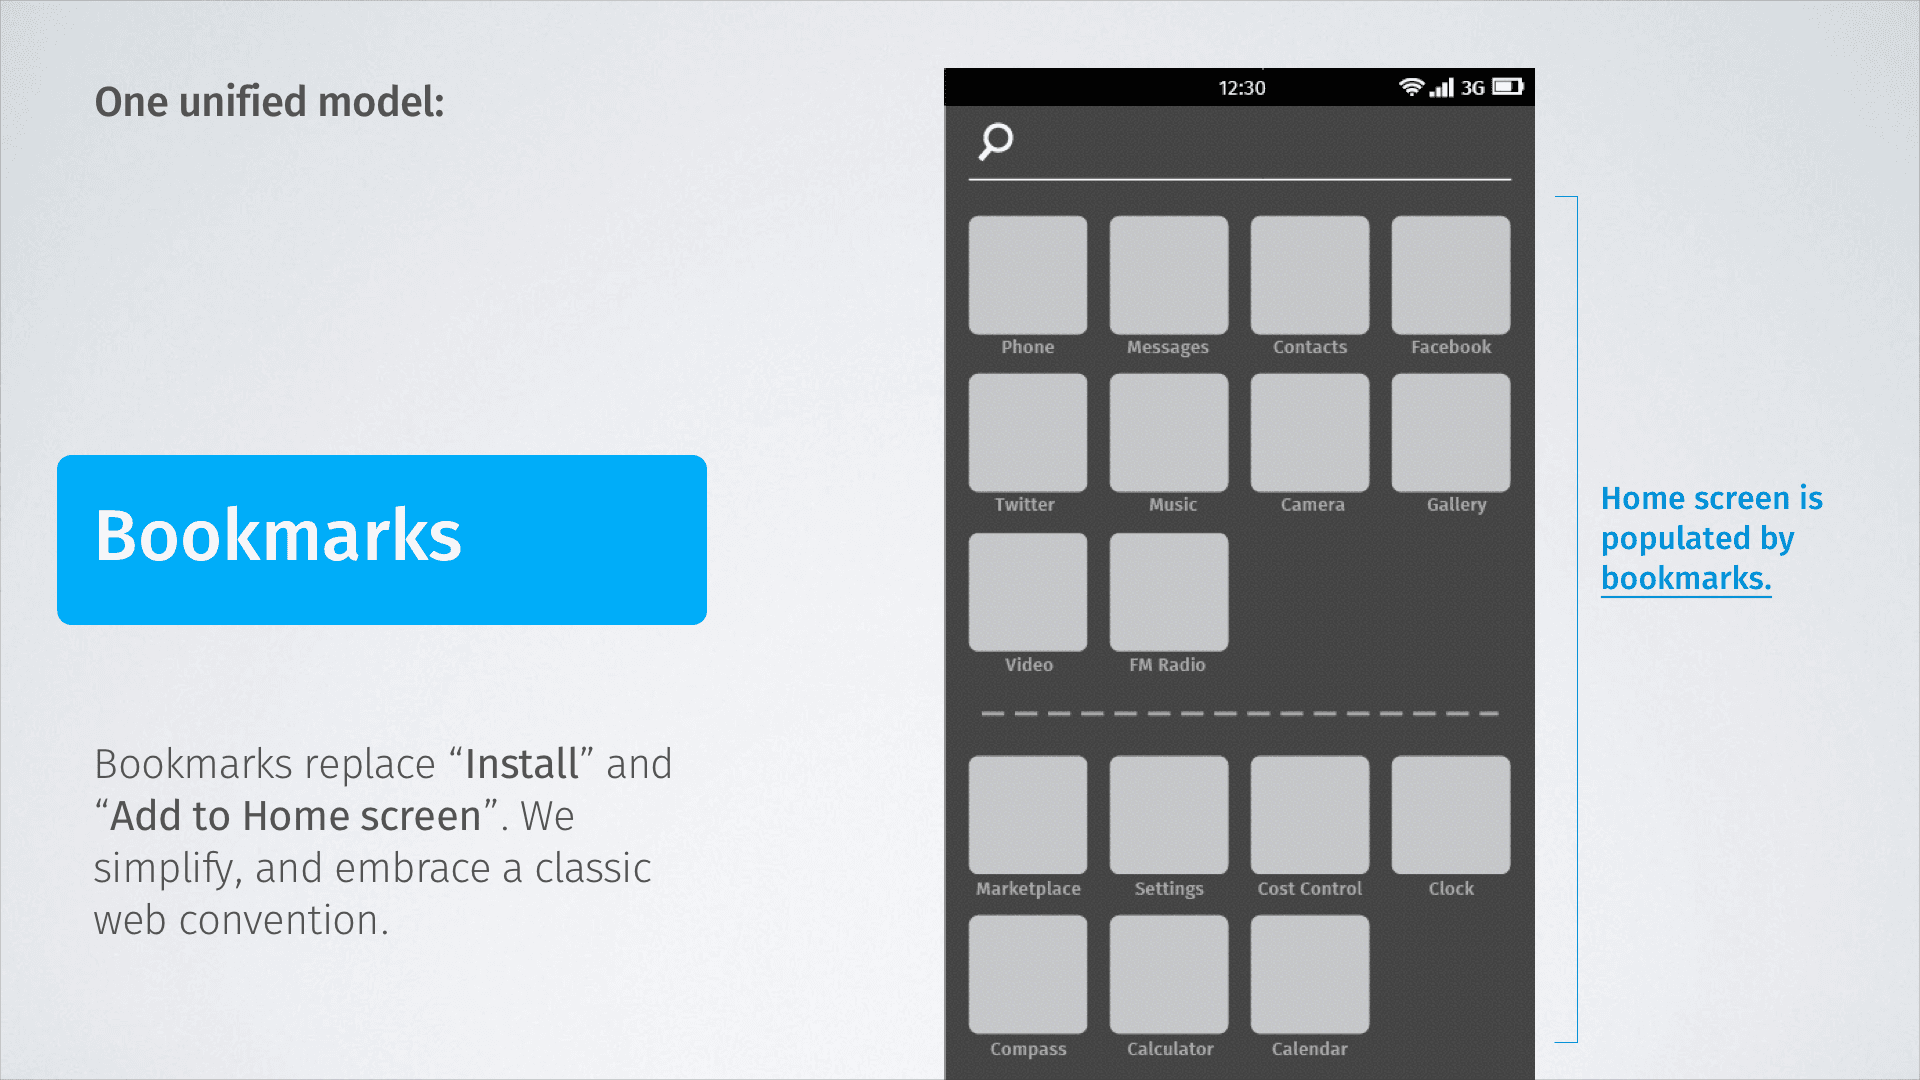 One unified model:
Bookmarks
Bookmarks replace “Install” and
“Add to Home screen”. We
simplify, and embrace a classic
web convention.
12:30 3G
Phone Messages Contacts Facebook
Twitter Music Camera Gallery
Video FM Radio
Marketplace Settings Cost Control Clock
Compass Calculator Calendar
Home screen is
populated by
bookmarks.